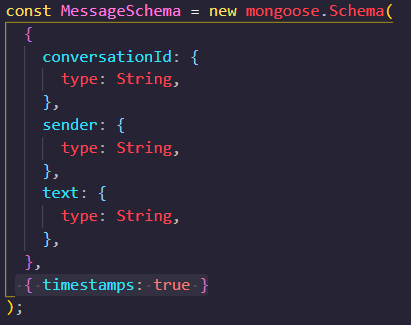 const MessageSchema = new mongoose.Schema(
  {
    conversationId: {
      type: String,
    },
    sender: {
      type: String,
    },
    text: {
      type: String,
    },
  },
  { timestamps: true }
);